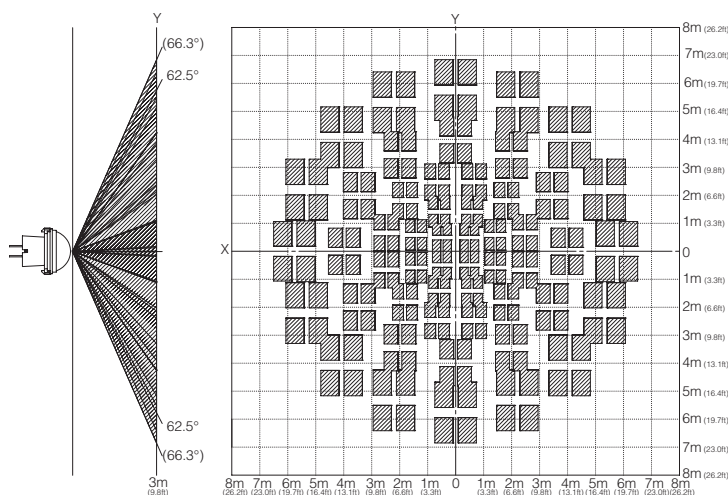 Y
(66.3°)
62.5°
62.5°
(66.3°)
3m
(9.8ft)
Y
X
8m (26.2ft)
7m (23.0ft)
6m (19.7ft)
5m (16.4ft)
4m (13.1ft)
3m (9.8ft)
2m (6.6ft)
1m (3.3ft)
0
1m (3.3ft)
2m (6.6ft)
3m (9.8ft)
4m (13.1ft)
5m (16.4ft)
6m (19.7ft)
7m (23.0ft)
8m (26.2ft)
8m 7m 6m 5m 4m 3m 2m 1m 0 1m 2m 3m 4m 5m 6m 7m 8m
(26.2ft) (23.0ft) (19.7ft) (16.4ft) (13.1ft) (9.8ft) (6.6ft) (3.3ft) (3.3ft) (6.6ft) (9.8ft) (13.1ft) (16.4ft) (19.7ft) (23.0ft) (26.2ft)